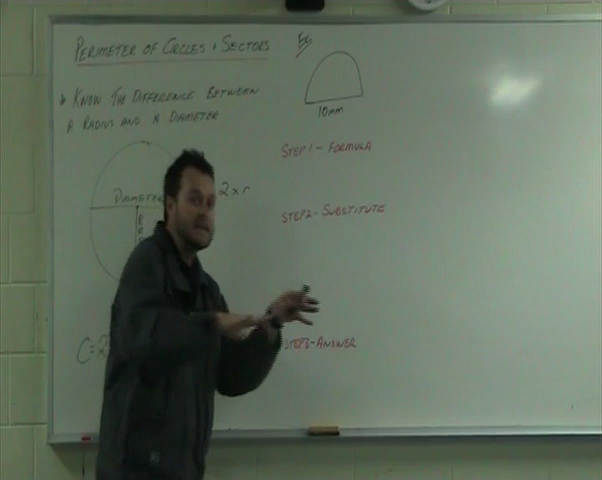 PERIMETER OF CIRCLES + SECTORS
Ex
KNOW THE DIFFERENCE BETWEEN
A RADIUS AND A DIAMETER
10mm
STEP 1 - FORMULA
DIAMETER 2 x r
STEP 2 - SUBSTITUTE
C = 2
STEP 3 - ANSWER